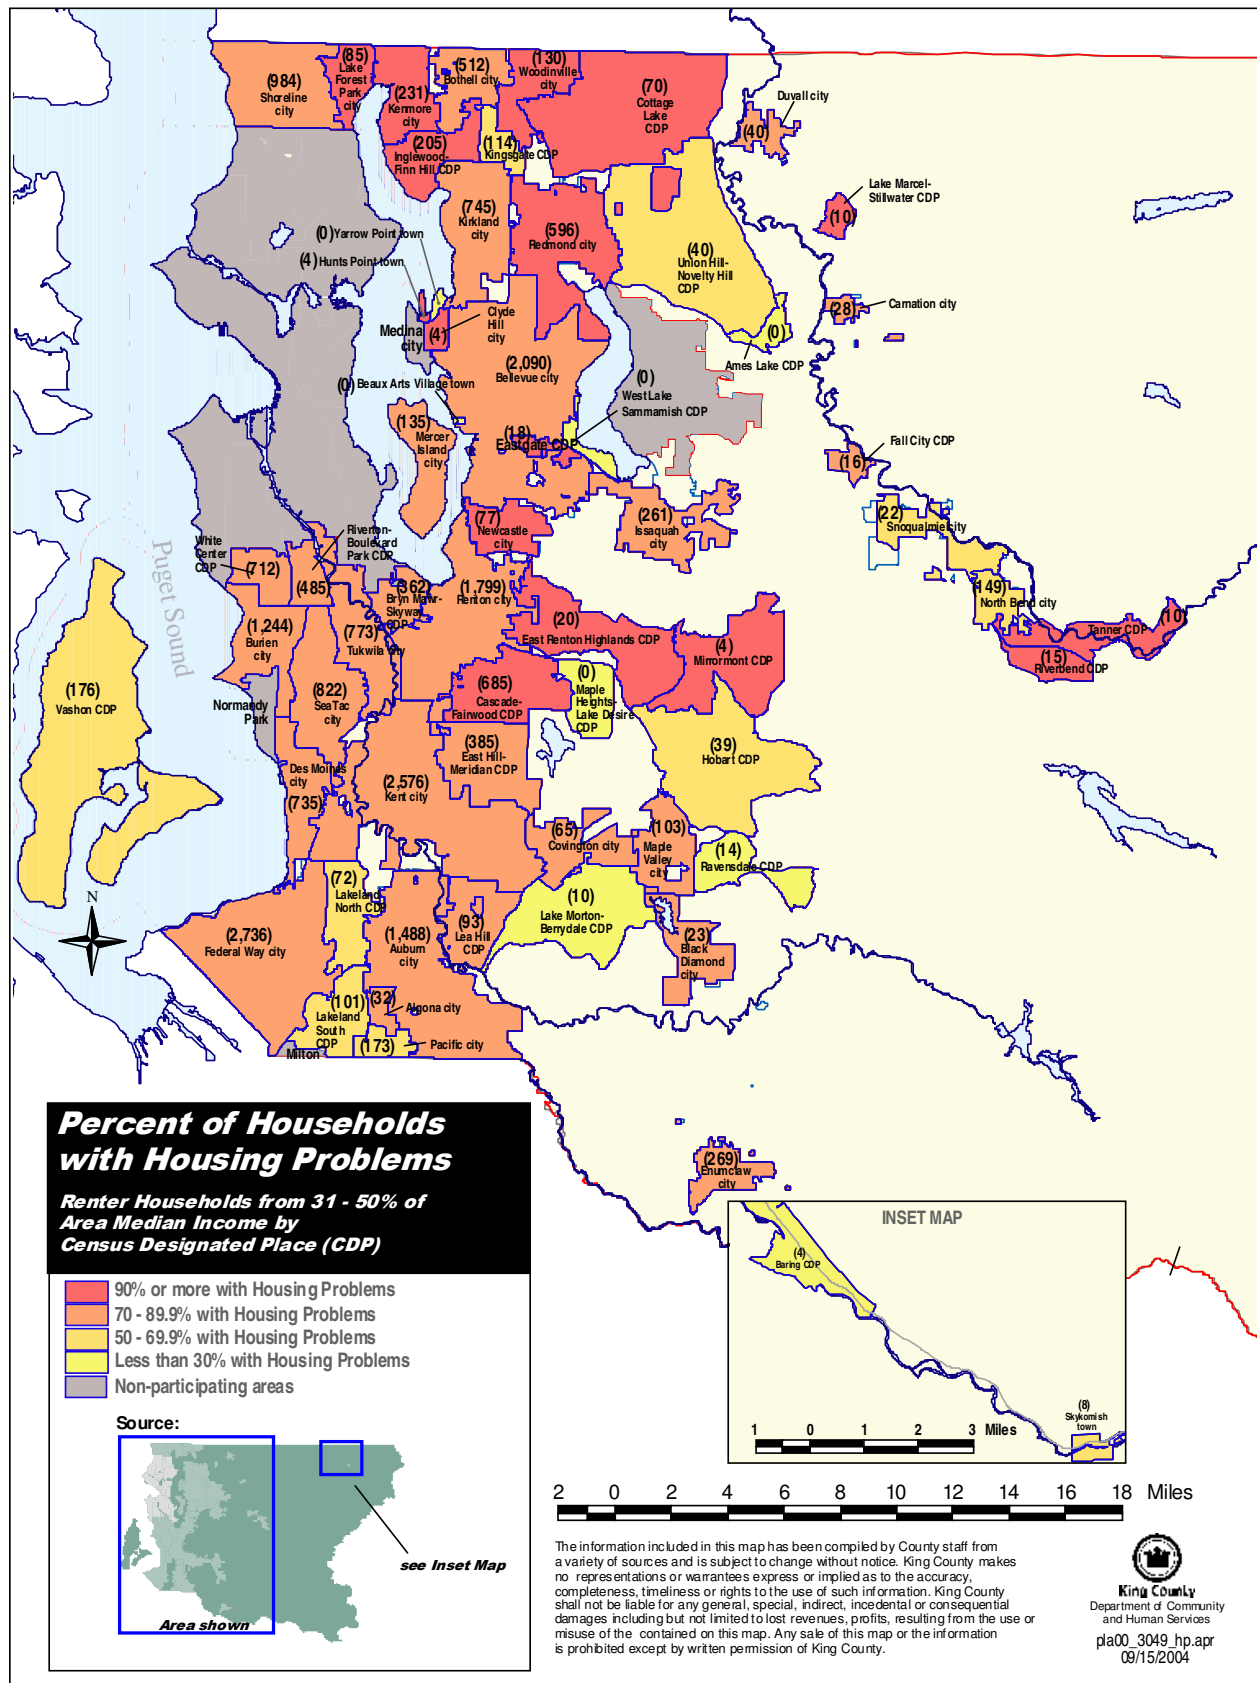 (984)
Shoreline
city
(85)
Lake
Forest
Park
city
(231)
Kenmore
city
(512)
Bothell city
(130)
Woodinville
city
(70)
Cottage
Lake
CDP
Duvall city
(40)
(205)
Inglewood-
Finn Hill CDP
(114)
Kingsgate CDP
Lake Marcel-
Stillwater CDP
(10)
(745)
Kirkland
city
(596)
Redmond city
(40)
Union Hill-
Novelty Hill
CDP
(0) Yarrow Point town
(4) Hunts Point town
Medina
city
(4)
Clyde
Hill
city
(28)
Carnation city
(0)
Ames Lake CDP
(2,090)
Bellevue city
(0) Beaux Arts Village town
(0)
West Lake
Sammamish CDP
(135)
Mercer
Island
city
(18)
Eastgate CDP
Fall City CDP
(16)
(77)
Newcastle
city
(261)
Issaquah
city
(22)
Snoqualmie city
Puget Sound
White
Center
CDP
(712)
Riverton-
Boulevard
Park CDP
(485)
(362)
Bryn Mawr-
Skyway
CDP
(1,799)
Renton city
(149)
North Bend city
(10)
Tanner CDP
(15)
Riverbend CDP
(1,244)
Burien
city
(773)
Tukwila city
(20)
East Renton Highlands CDP
(4)
Mirrormont CDP
(176)
Vashon CDP
(822)
SeaTac
city
Normandy
Park
(685)
Cascade-
Fairwood CDP
(0)
Maple
Heights-
Lake Desire
CDP
(385)
East Hill-
Meridian CDP
(39)
Hobart CDP
Des Moines
city
(735)
(2,576)
Kent city
(65)
Covington city
(103)
Maple
Valley
city
(14)
Ravensdale CDP
(72)
Lakeland
North CDP
(10)
Lake Morton-
Berrydale CDP
N
(2,736)
Federal Way city
(1,488)
Auburn
city
(93)
Lea Hill
CDP
(23)
Black
Diamond
city
(101)
Lakeland
South
CDP
(32)
Algona city
(173)
Pacific city
Milton
(269)
Enumclaw
city
Percent of Households
with Housing Problems
Renter Households from 31 - 50% of
Area Median Income by
Census Designated Place (CDP)
90% or more with Housing Problems
70 - 89.9% with Housing Problems
50 - 69.9% with Housing Problems
Less than 30% with Housing Problems
Non-participating areas
Source:
see Inset Map
Area shown
INSET MAP
(4)
Baring CDP
(8)
Skykomish
town
1 0 1 2 3 Miles
2 0 2 4 6 8 10 12 14 16 18 Miles
The information included in this map has been compiled by County staff from
a variety of sources and is subject to change without notice. King County makes
no representations or warrantees express or implied as to the accuracy,
completeness, timeliness or rights to the use of such information. King County
shall not be liable for any general, special, indirect, incedental or consequential
damages including but not limited to lost revenues, profits, resulting from the use or
misuse of the contained on this map. Any sale of this map or the information
is prohibited except by written permission of King County.
King County
Department of Community
and Human Services
pla00_3049_hp.apr
09/15/2004